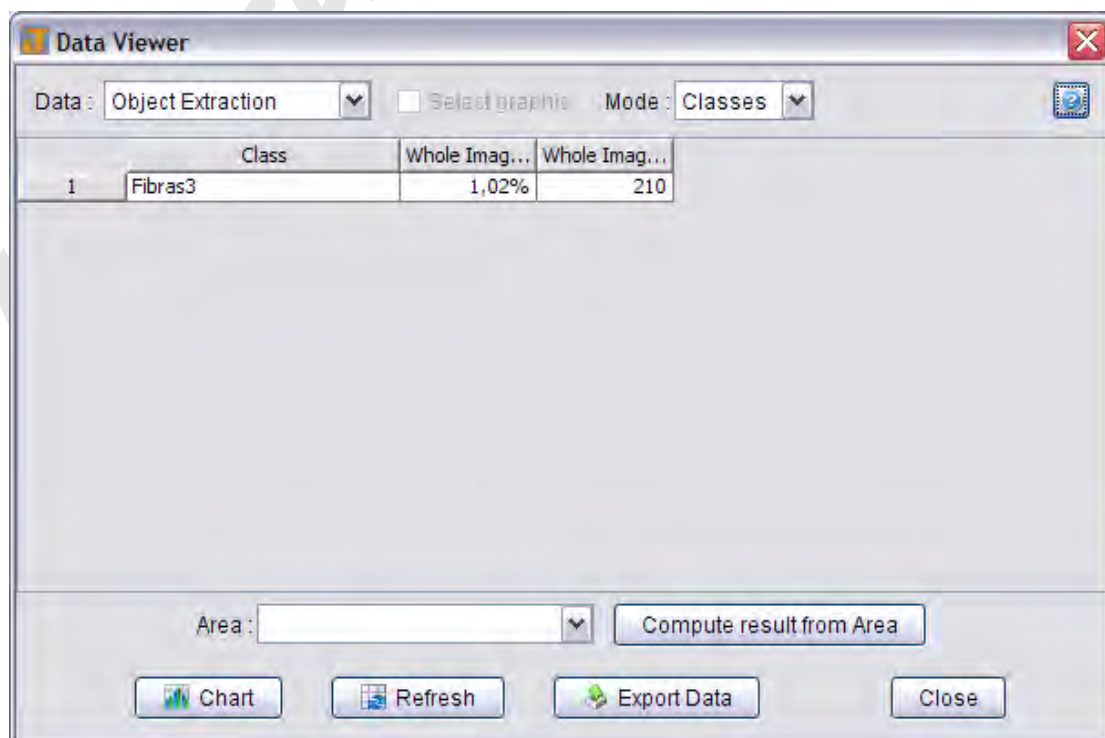 Data Viewer
Data : Object Extraction Select graphic Mode : Classes
Class Whole Imag... Whole Imag...
1 Fibras3 1,02% 210
Area : Compute result from Area
Chart Refresh Export Data Close